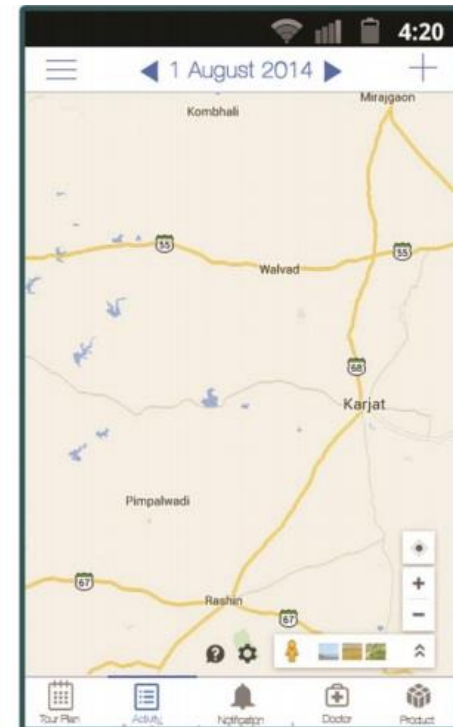 4:20
1 August 2014
Mirajgaon
Kombhali
55
55
Walvad
68
Karjat
Pimpalwadi
67
Rashin
67
Tour Plan Activity Notification Doctor Product